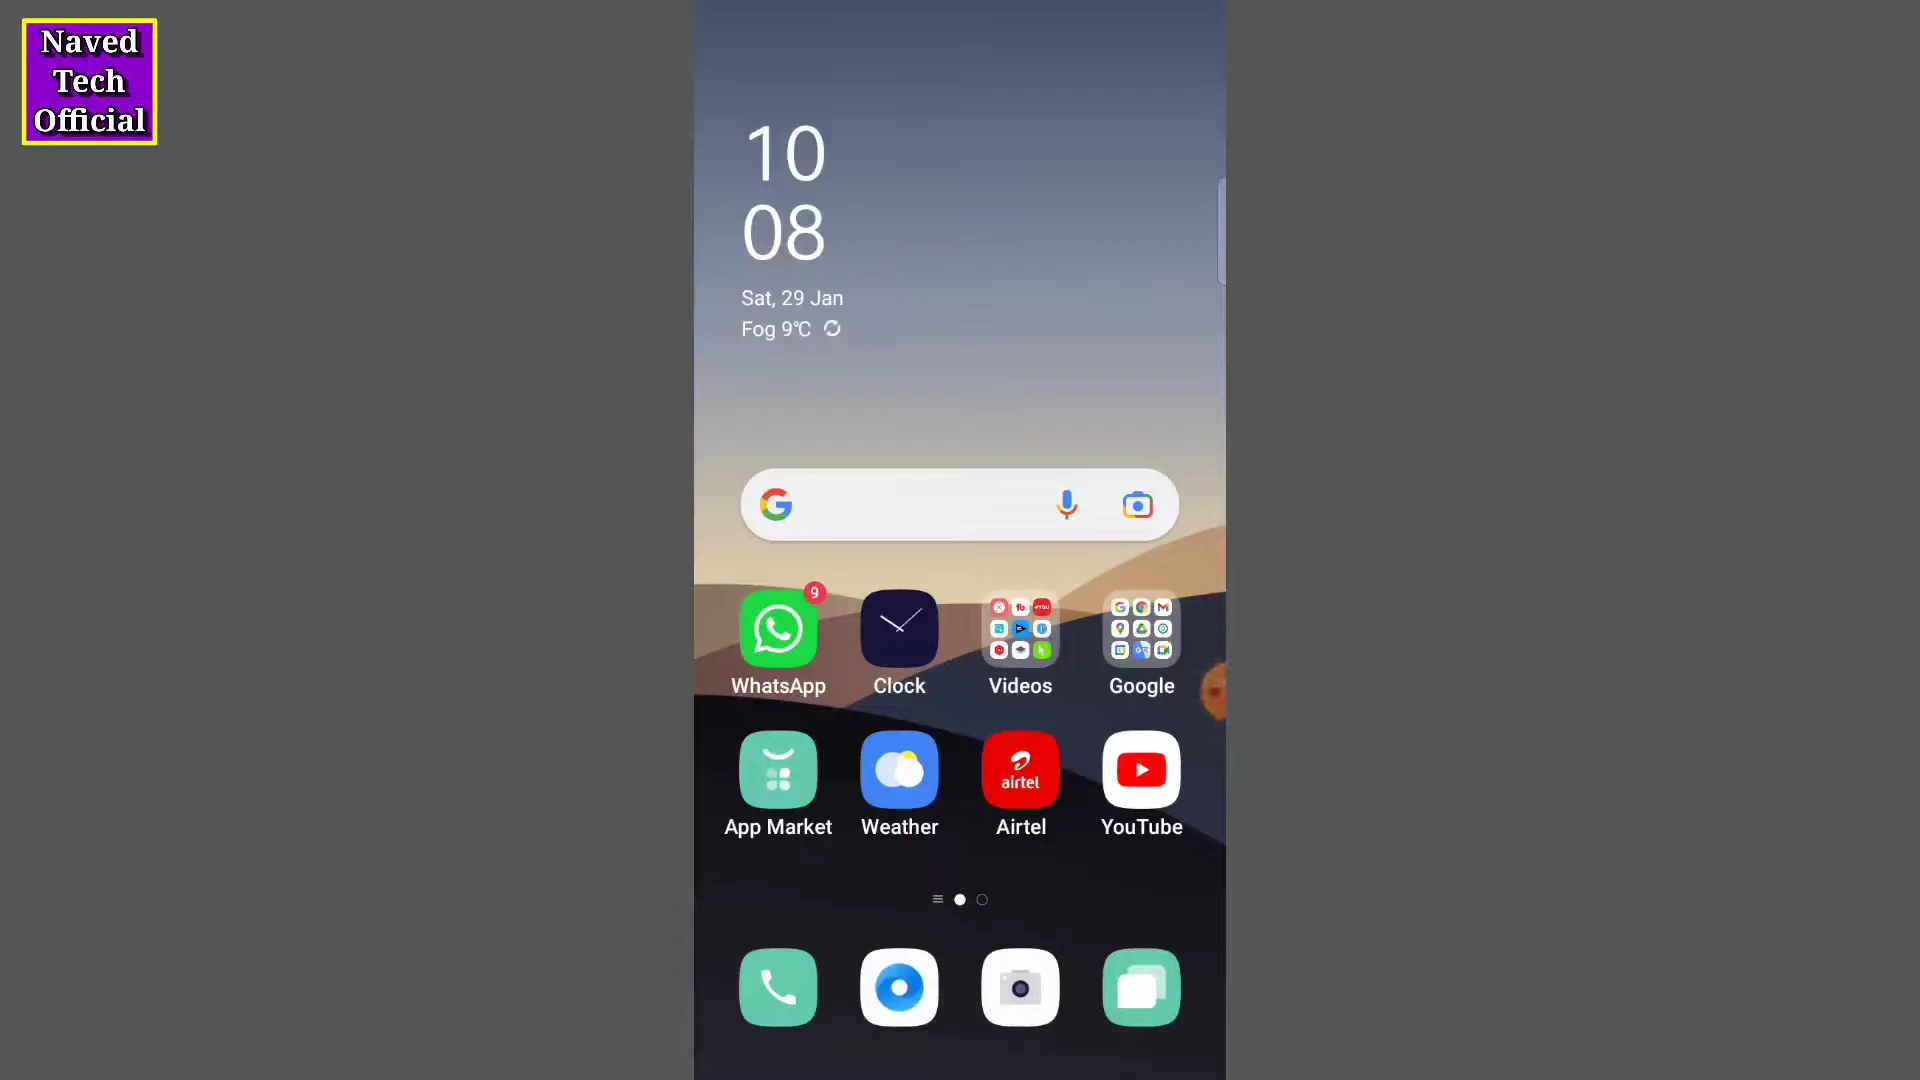 Naved
Tech
Official
10
08
Sat, 29 Jan
Fog 9°C
9
WhatsApp
Clock
Videos
Google
airtel
App Market
Weather
Airtel
YouTube